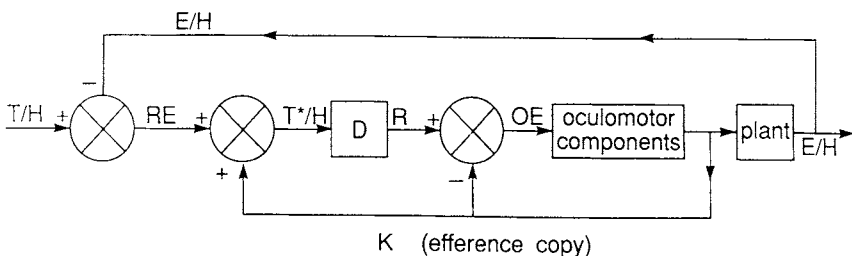 E/H
−
T/H + RE + T*/H D R + OE oculomotor components plant E/H
+ −
K (efference copy)